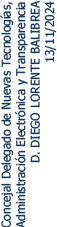 Concejal Delegado de Nuevas Tecnologías,
Administración Electrónica y Transparencia
D. DIEGO LORENTE BALIBREA
13/11/2024